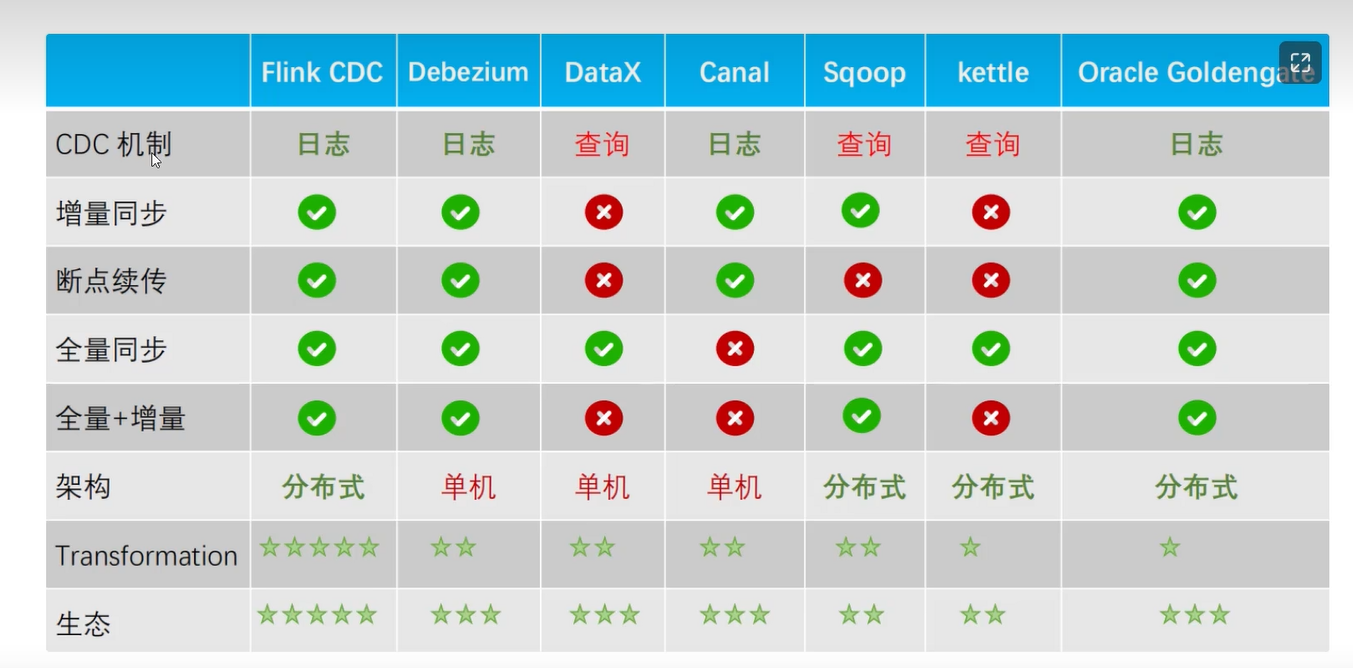 Flink CDC Debezium DataX Canal Sqoop kettle Oracle Goldengate
CDC 机制 日志 日志 查询 日志 查询 查询 日志
增量同步
断点续传
全量同步
全量+增量
架构 分布式 单机 单机 单机 分布式 分布式 分布式
Transformation
生态